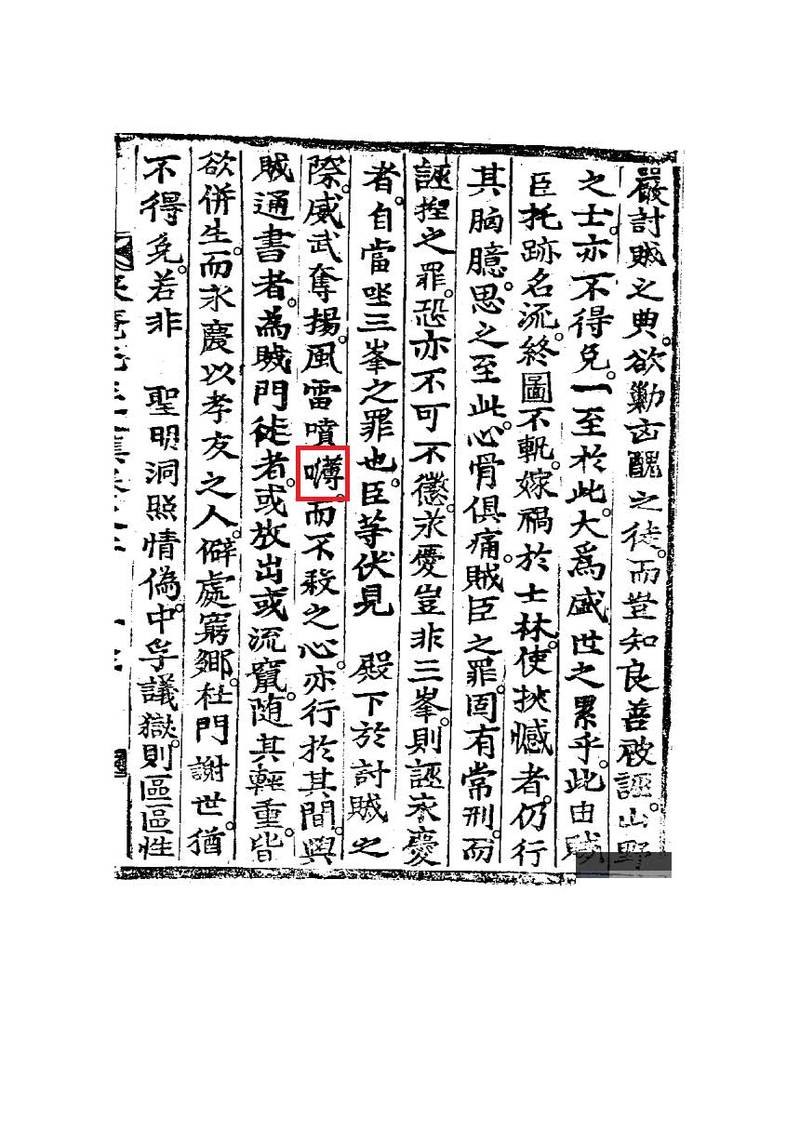 嚴討賊之典欲勦凶醜之徒而豈知良善被誣山野
之士亦不得免一至於此大爲盛世之累乎此由賊
臣托跡名流終圖不軌嫁禍於士林使挾憾者仍行
其胸臆思之至此心骨俱痛賊臣之罪固有常刑而
誣捏之罪恐亦不可不懲求慶豈非三峯則誣永慶
者自當坐三峯之罪也臣等伏見 殿下於討賊之
際威武奮揚風雷噴而不殺之心亦行於其間與
賊通書者爲賊門徒者或放出或流竄隨其輕重皆
欲併生而永慶以孝友之人僻處窮鄉杜門謝世猶
不得免若非 聖明洞照情僞中孚議獄則區區性